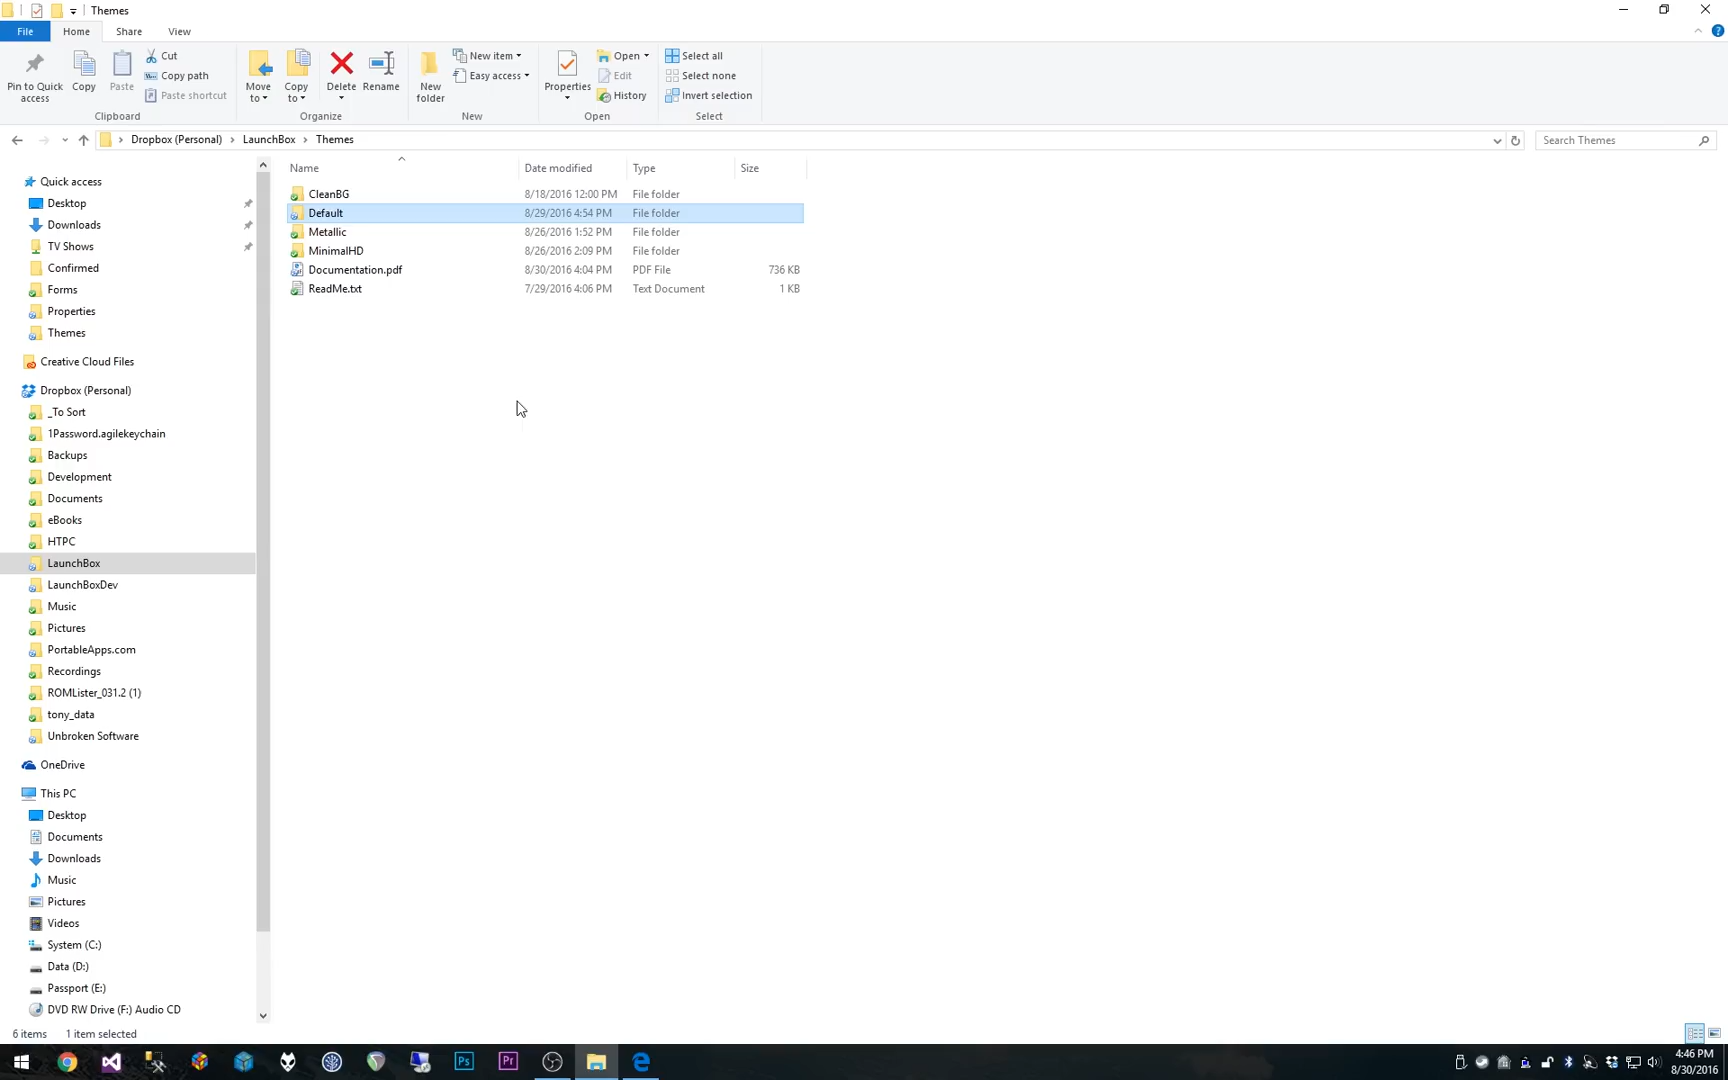 Themes
File Home Share View
Pin to Quick access
Copy
Paste
Cut
Copy path
Paste shortcut
Clipboard
Move to
Copy to
Delete
Rename
Organize
New folder
New item
Easy access
New
Properties
Open
Edit
History
Open
Select all
Select none
Invert selection
Select
Dropbox (Personal) LaunchBox Themes
Search Themes
Name Date modified Type Size
CleanBG 8/18/2016 12:00 PM File folder
Default 8/29/2016 4:54 PM File folder
Metallic 8/26/2016 1:52 PM File folder
MinimalHD 8/26/2016 2:09 PM File folder
Documentation.pdf 8/30/2016 4:04 PM PDF File 736 KB
ReadMe.txt 7/29/2016 4:06 PM Text Document 1 KB
Quick access
Desktop
Downloads
TV Shows
Confirmed
Forms
Properties
Themes
Creative Cloud Files
Dropbox (Personal)
_To Sort
1Password.agilekeychain
Backups
Development
Documents
eBooks
HTPC
LaunchBox
LaunchBoxDev
Music
Pictures
PortableApps.com
Recordings
ROMLister_031.2 (1)
tony_data
Unbroken Software
OneDrive
This PC
Desktop
Documents
Downloads
Music
Pictures
Videos
System (C:)
Data (D:)
Passport (E:)
DVD RW Drive (F:) Audio CD
6 items 1 item selected
Ps
Pr
4:46 PM
8/30/2016